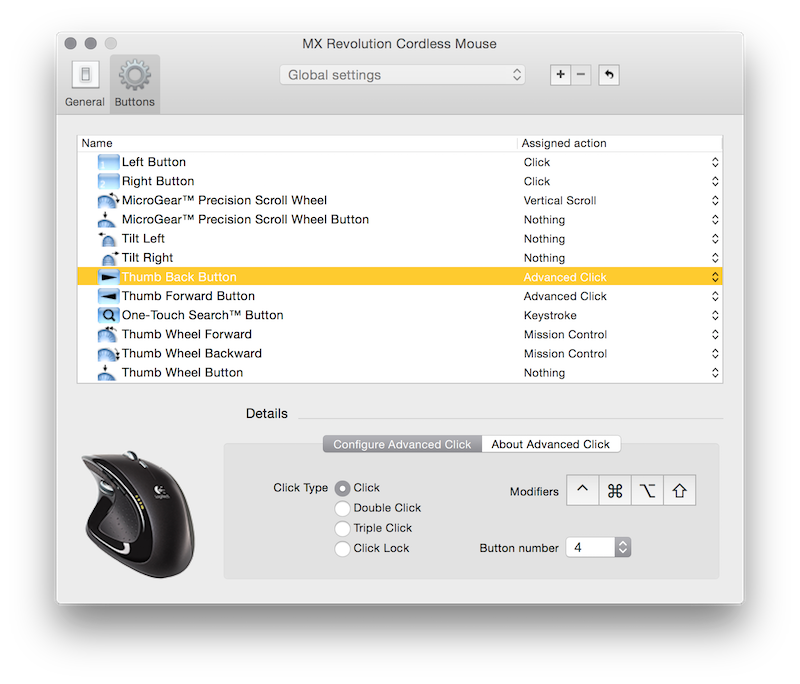 MX Revolution Cordless Mouse
Global settings
General
Buttons
Name Assigned action
Left Button Click
Right Button Click
MicroGear™ Precision Scroll Wheel Vertical Scroll
MicroGear™ Precision Scroll Wheel Button Nothing
Tilt Left Nothing
Tilt Right Nothing
Thumb Back Button Advanced Click
Thumb Forward Button Advanced Click
One-Touch Search™ Button Keystroke
Thumb Wheel Forward Mission Control
Thumb Wheel Backward Mission Control
Thumb Wheel Button Nothing
Details
Configure Advanced Click About Advanced Click
Click Type Click
Double Click
Triple Click
Click Lock
Modifiers ^ ⌘ ⌥ ⇧
Button number 4
Logitech